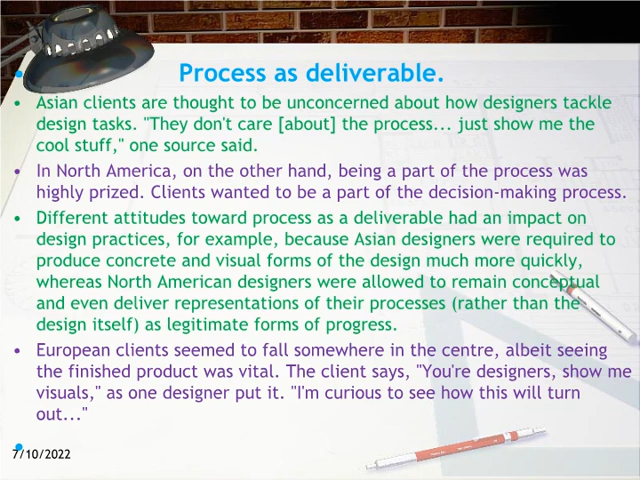 Process as deliverable.
• Asian clients are thought to be unconcerned about how designers tackle
design tasks. "They don't care [about] the process... just show me the
cool stuff," one source said.
• In North America, on the other hand, being a part of the process was
highly prized. Clients wanted to be a part of the decision-making process.
• Different attitudes toward process as a deliverable had an impact on
design practices, for example, because Asian designers were required to
produce concrete and visual forms of the design much more quickly,
whereas North American designers were allowed to remain conceptual
and even deliver representations of their processes (rather than the
design itself) as legitimate forms of progress.
• European clients seemed to fall somewhere in the centre, albeit seeing
the finished product was vital. The client says, "You're designers, show me
visuals," as one designer put it. "I'm curious to see how this will turn
out..."
7/10/2022